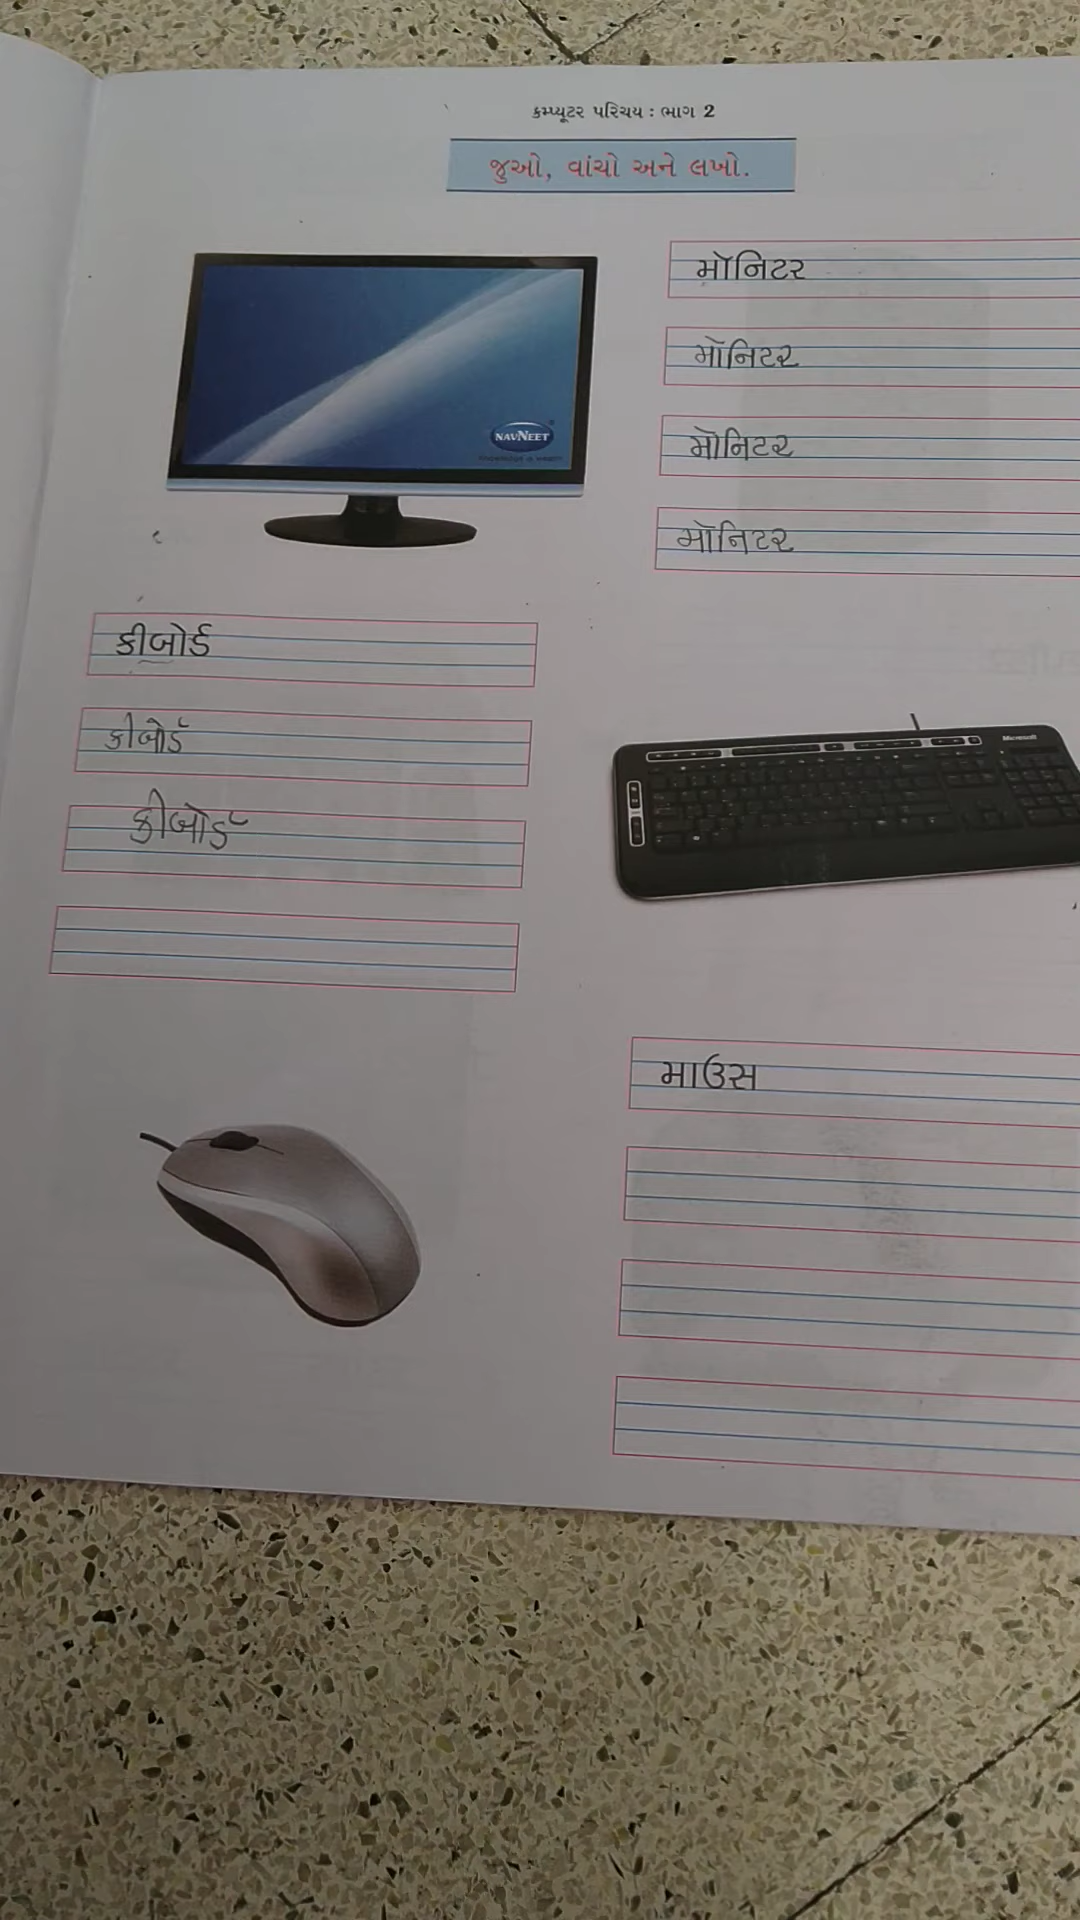 કમ્પ્યૂટર પરિચય : ભાગ 2
જુઓ, વાંચો અને લખો.
મૉનિટર
મૉનિટર
મૉનિટર
મૉનિટર
NAVNEET
કીબોર્ડ
કીબોર્ડ
કીબોર્ડ
Microsoft
માઉસ